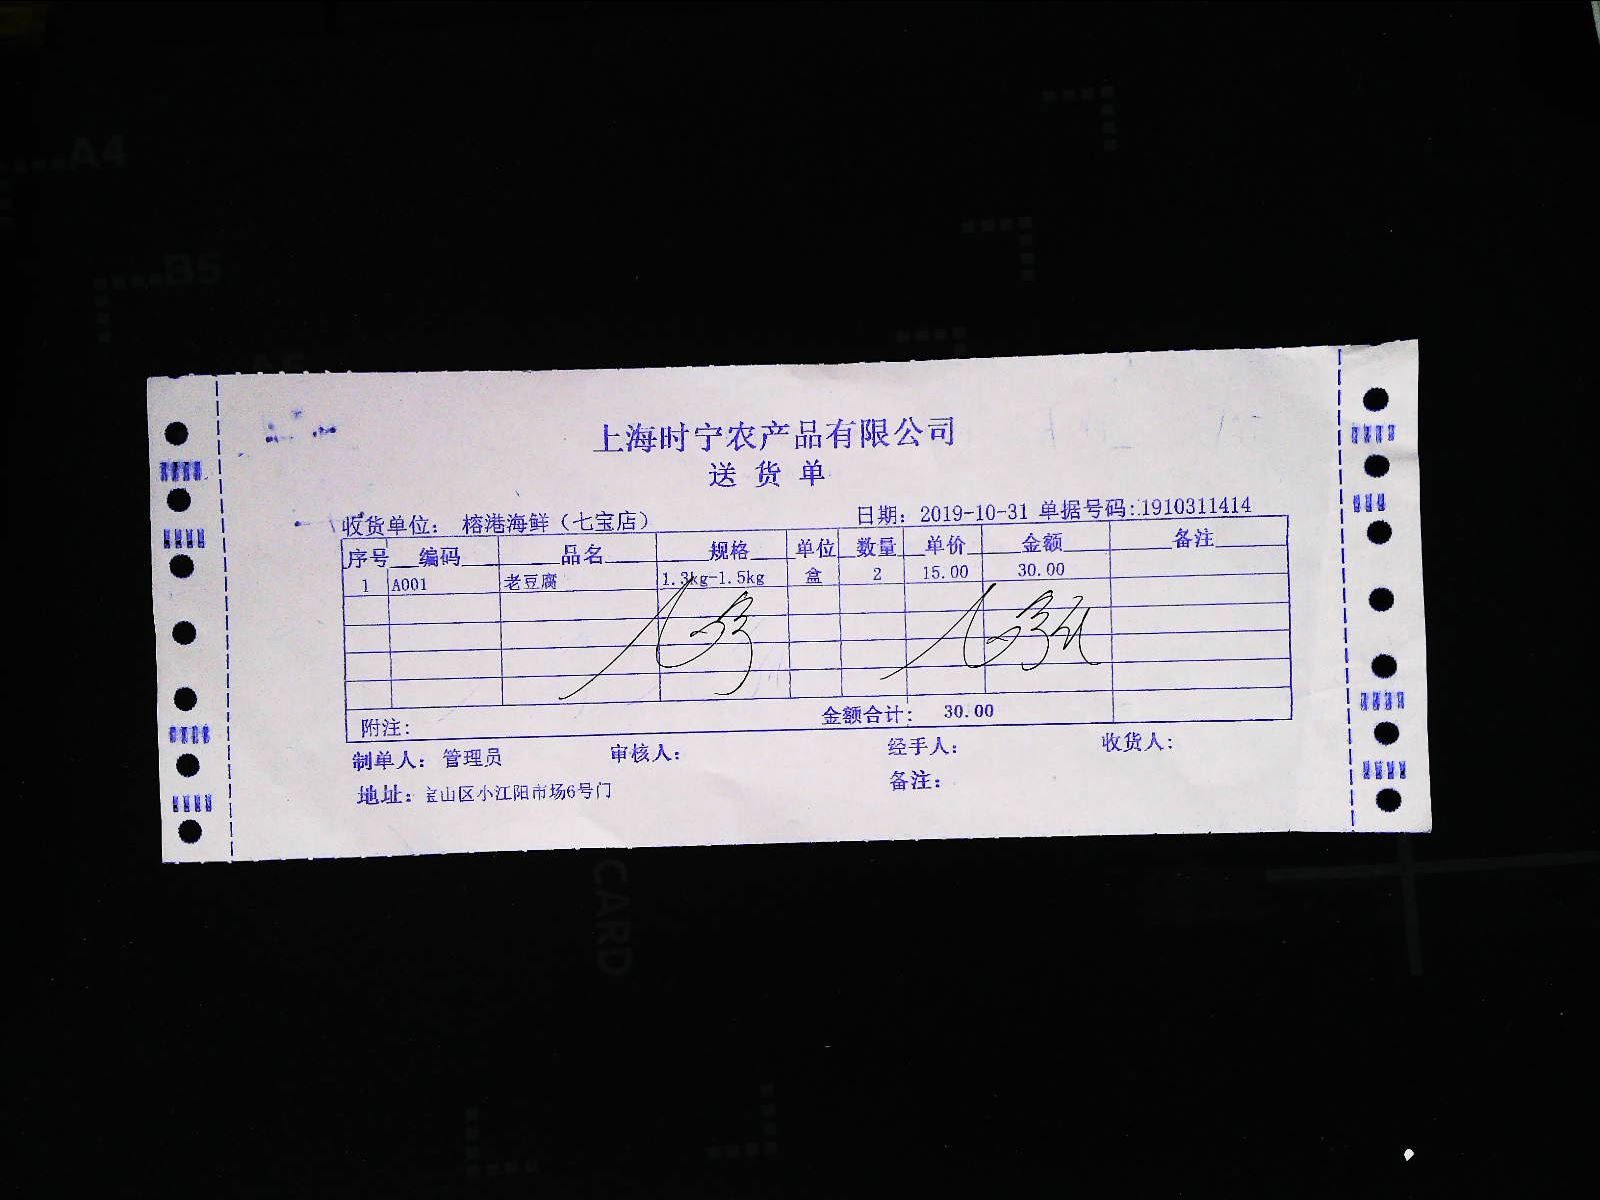 A4
B5
A5
上海时宁农产品有限公司
送货单
收货单位： 榕港海鲜（七宝店） 日期：2019-10-31 单据号码：1910311414
序号 编码 品名 规格 单位 数量 单价 金额 备注
1 A001 老豆腐 1.3kg-1.5kg 盒 2 15.00 30.00
附注： 金额合计： 30.00
制单人：管理员 审核人： 经手人： 收货人：
地址：宝山区小江阳市场6号门 备注：
CARD